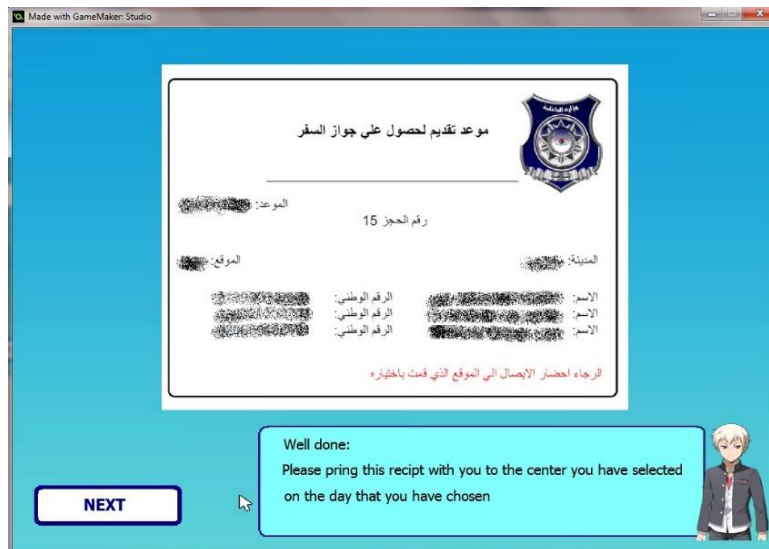 Made with GameMaker: Studio
وزارة الداخلية
موعد تقديم لحصول علي جواز السفر
الموعد:
رقم الحجز 15
المدينة: الموقع:
الاسم: الرقم الوطني:
الاسم: الرقم الوطني:
الاسم: الرقم الوطني:
الرجاء احضار الايصال الي الموقع الذي قمت باختياره
Well done:
Please pring this recipt with you to the center you have selected
on the day that you have chosen
NEXT